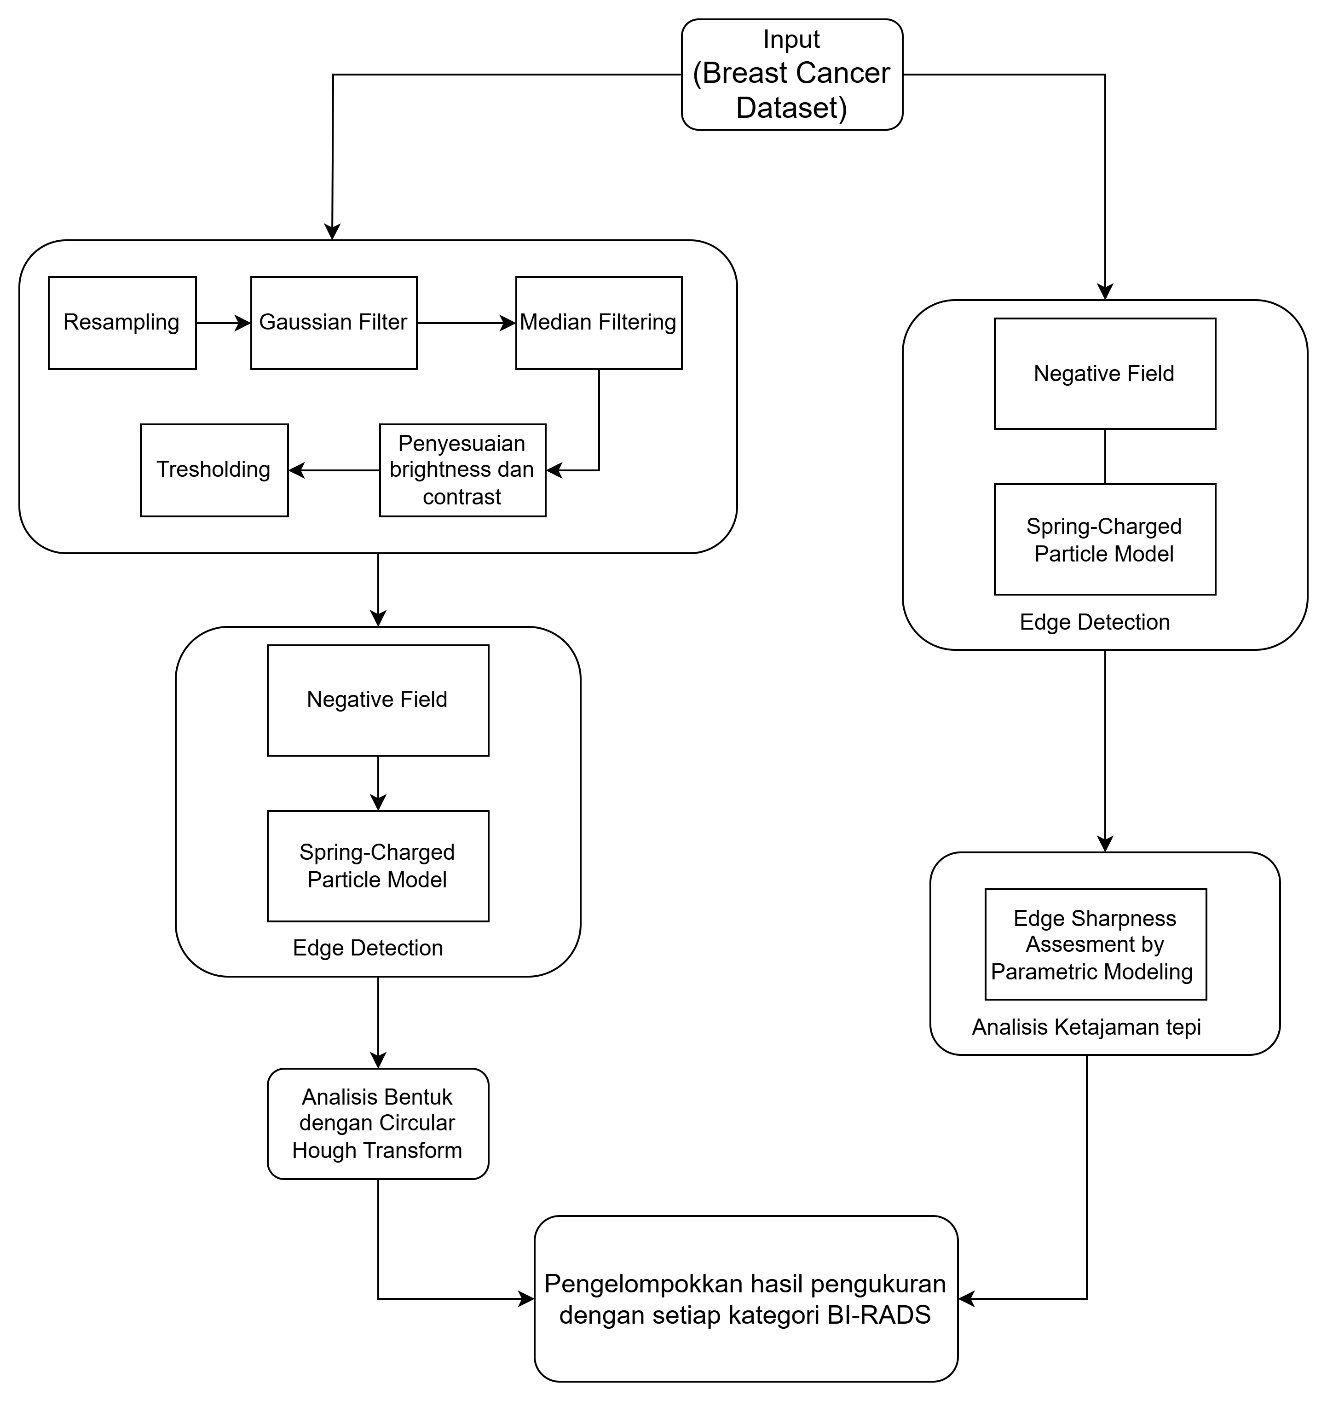 Input
(Breast Cancer
Dataset)
Resampling
Gaussian Filter
Median Filtering
Tresholding
Penyesuaian
brightness dan
contrast
Negative Field
Spring-Charged
Particle Model
Edge Detection
Analisis Bentuk
dengan Circular
Hough Transform
Negative Field
Spring-Charged
Particle Model
Edge Detection
Edge Sharpness
Assesment by
Parametric Modeling
Analisis Ketajaman tepi
Pengelompokkan hasil pengukuran
dengan setiap kategori BI-RADS